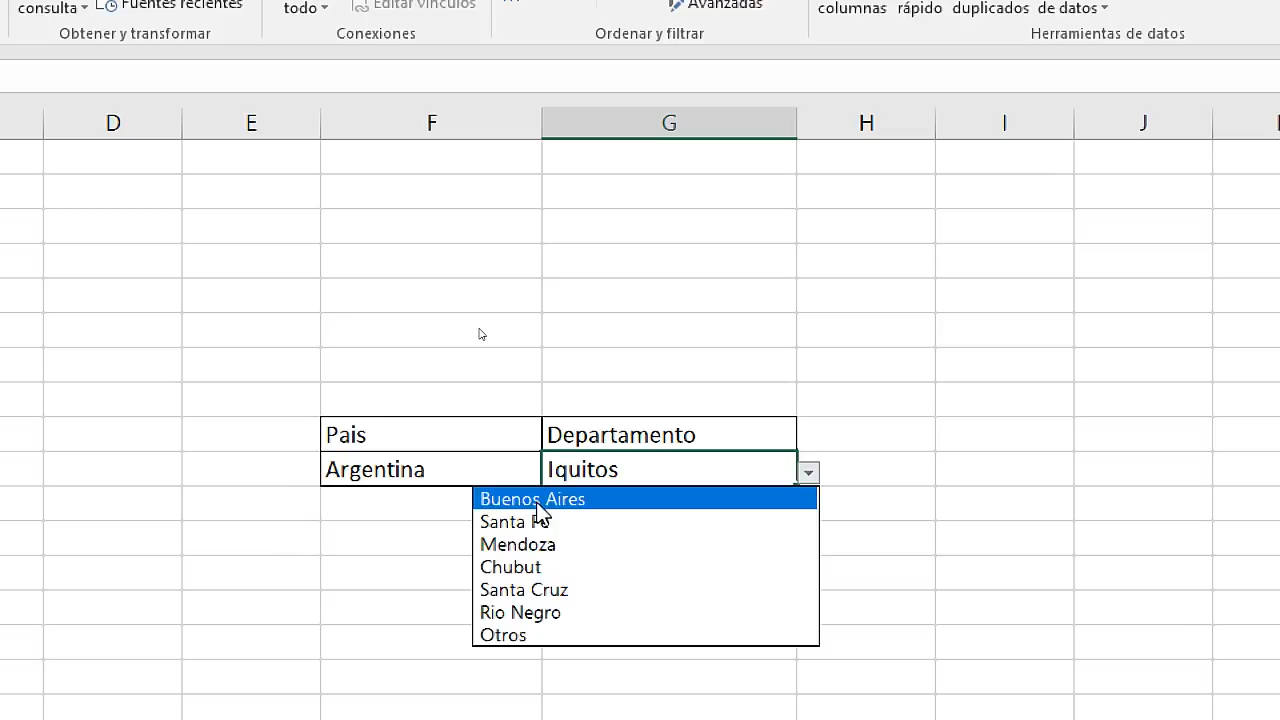 consulta Fuentes recientes todo Editar vínculos Avanzadas columnas rápido duplicados de datos
Obtener y transformar Conexiones Ordenar y filtrar Herramientas de datos
D E F G H I J
Pais Departamento
Argentina Iquitos
Buenos Aires
Santa Fe
Mendoza
Chubut
Santa Cruz
Rio Negro
Otros